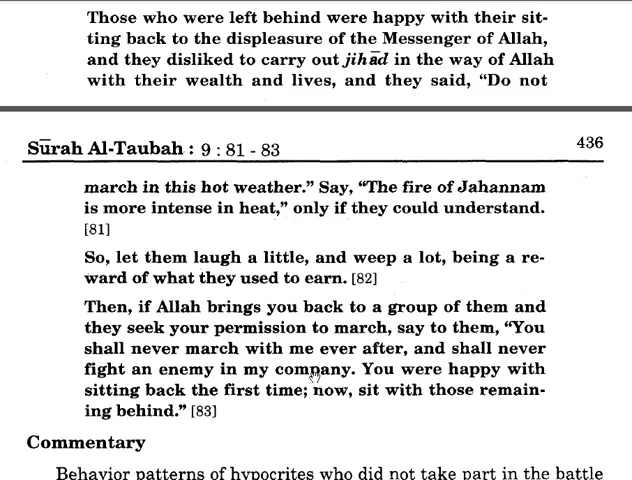 Those who were left behind were happy with their sit-
ting back to the displeasure of the Messenger of Allah,
and they disliked to carry out jihād in the way of Allah
with their wealth and lives, and they said, “Do not
Sūrah Al-Taubah : 9 : 81 - 83 436
march in this hot weather.” Say, “The fire of Jahannam
is more intense in heat,” only if they could understand.
[81]
So, let them laugh a little, and weep a lot, being a re-
ward of what they used to earn. [82]
Then, if Allah brings you back to a group of them and
they seek your permission to march, say to them, “You
shall never march with me ever after, and shall never
fight an enemy in my company. You were happy with
sitting back the first time; now, sit with those remain-
ing behind.” [83]
Commentary
Behavior patterns of hypocrites who did not take part in the battle